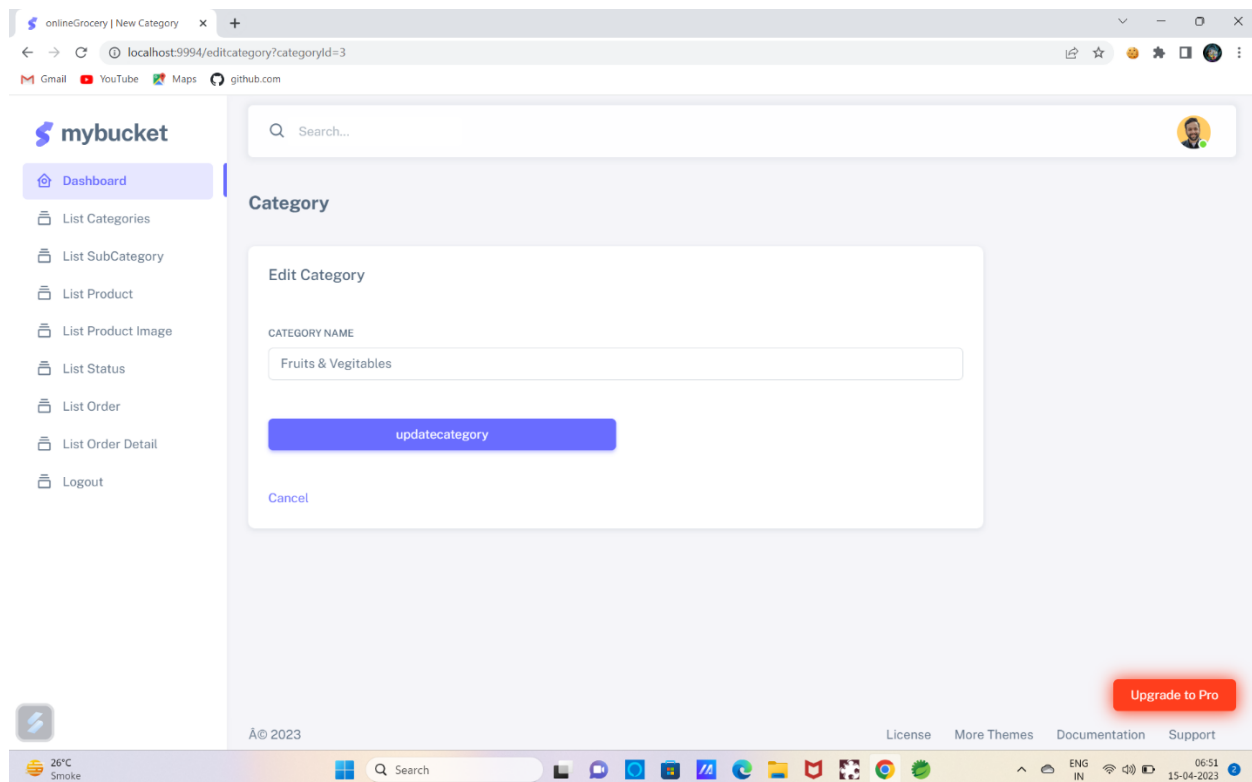 onlineGrocery | New Category
localhost:9994/editcategory?categoryId=3
Gmail YouTube Maps github.com
mybucket
Search...
Dashboard
List Categories
List SubCategory
List Product
List Product Image
List Status
List Order
List Order Detail
Logout
Category
Edit Category
CATEGORY NAME
Fruits & Vegitables
updatecategory
Cancel
Upgrade to Pro
Â© 2023
License More Themes Documentation Support
26°C
Smoke
Search
ENG
IN
06:51
15-04-2023
2